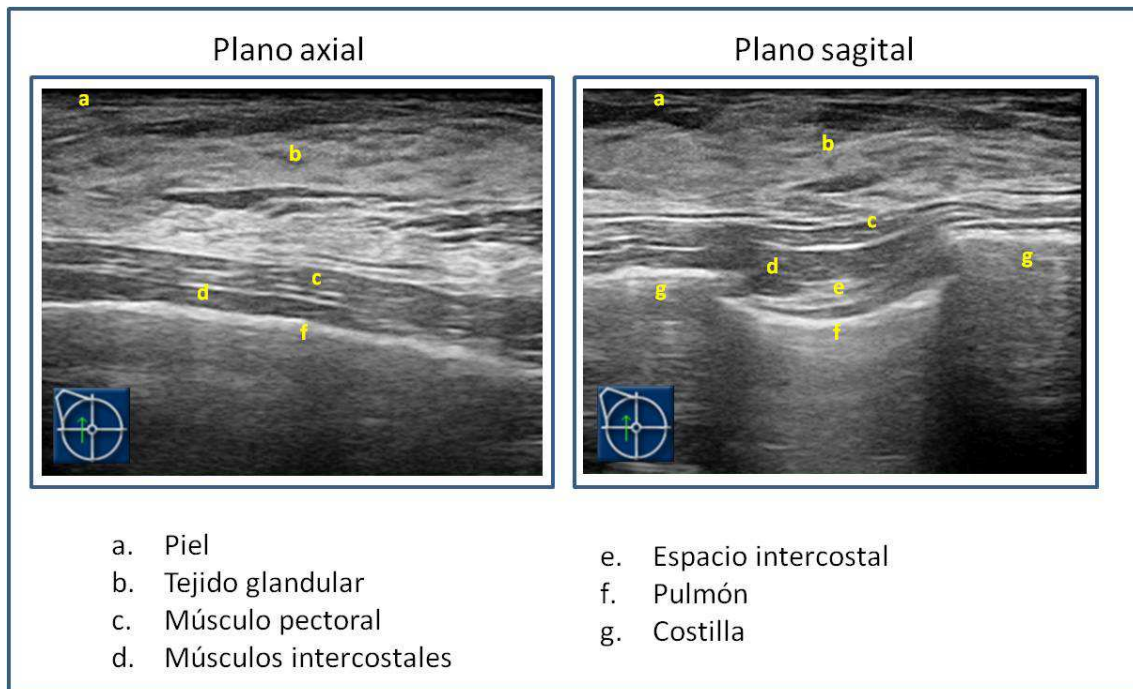 Plano axial
Plano sagital
a
b
c
d
f
a
b
c
d
e
f
g
g
a. Piel
b. Tejido glandular
c. Músculo pectoral
d. Músculos intercostales
e. Espacio intercostal
f. Pulmón
g. Costilla